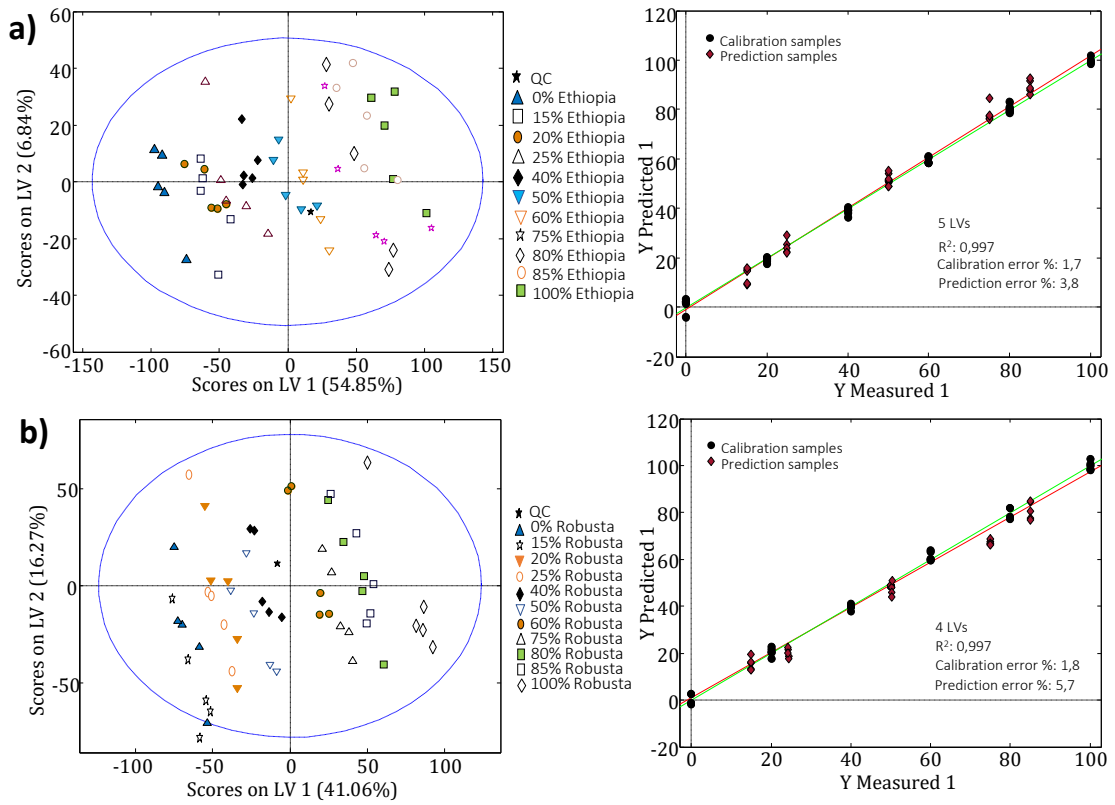 a)
Scores on LV 2 (6.84%)
60
40
20
0
-20
-40
-60
-150
-100
-50
0
50
100
150
Scores on LV 1 (54.85%)
QC
0% Ethiopia
15% Ethiopia
20% Ethiopia
25% Ethiopia
40% Ethiopia
50% Ethiopia
60% Ethiopia
75% Ethiopia
80% Ethiopia
85% Ethiopia
100% Ethiopia
Y Predicted 1
120
100
80
60
40
20
0
-20
Calibration samples
Prediction samples
5 LVs
R²: 0,997
Calibration error %: 1,7
Prediction error %: 3,8
0
20
40
60
80
100
Y Measured 1
b)
Scores on LV 2 (16.27%)
50
0
-50
-100
-50
0
50
100
Scores on LV 1 (41.06%)
QC
0% Robusta
15% Robusta
20% Robusta
25% Robusta
40% Robusta
50% Robusta
60% Robusta
75% Robusta
80% Robusta
85% Robusta
100% Robusta
Y Predicted 1
120
100
80
60
40
20
0
-20
Calibration samples
Prediction samples
4 LVs
R²: 0,997
Calibration error %: 1,8
Prediction error %: 5,7
0
20
40
60
80
100
Y Measured 1